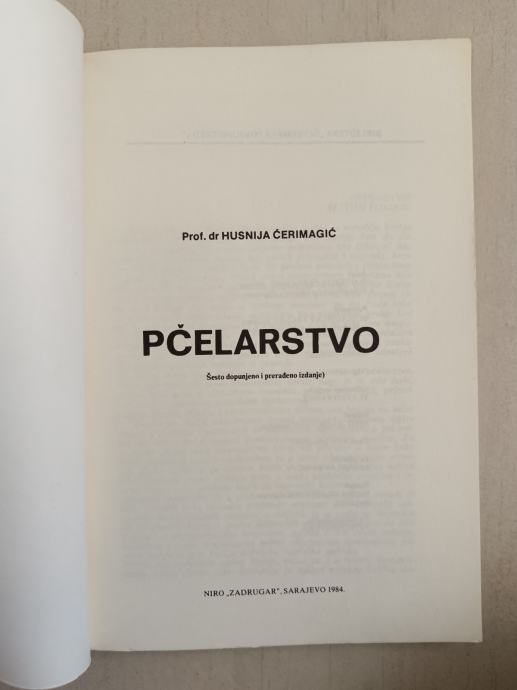 Prof. dr HUSNIJA ĆERIMAGIĆ
PČELARSTVO
Šesto dopunjeno i prerađeno izdanje)
NIRO „ZADRUGAR", SARAJEVO 1984.